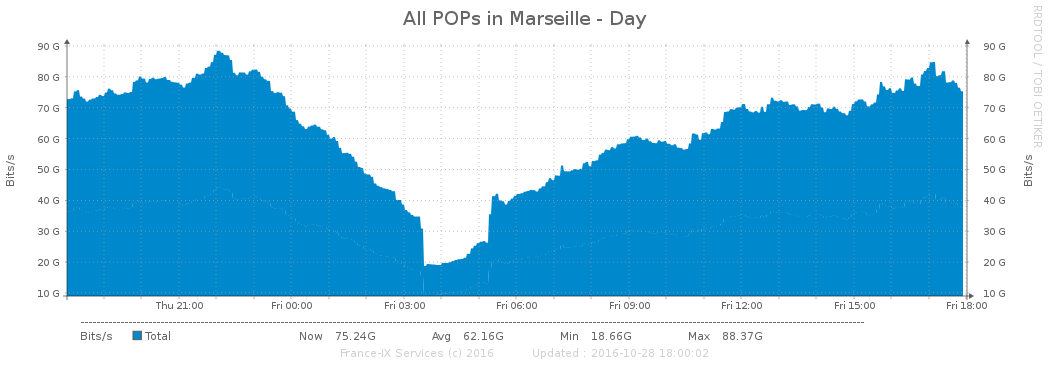 All POPs in Marseille - Day
RRDTOOL / TOBI OETIKER
Bits/s
90 G 90 G
80 G 80 G
70 G 70 G
60 G 60 G
50 G 50 G
40 G 40 G
30 G 30 G
20 G 20 G
10 G 10 G
Bits/s
Thu 21:00 Fri 00:00 Fri 03:00 Fri 06:00 Fri 09:00 Fri 12:00 Fri 15:00 Fri 18:00
Bits/s Total Now 75.24G Avg 62.16G Min 18.66G Max 88.37G
France-IX Services (c) 2016 Updated : 2016-10-28 18:00:02